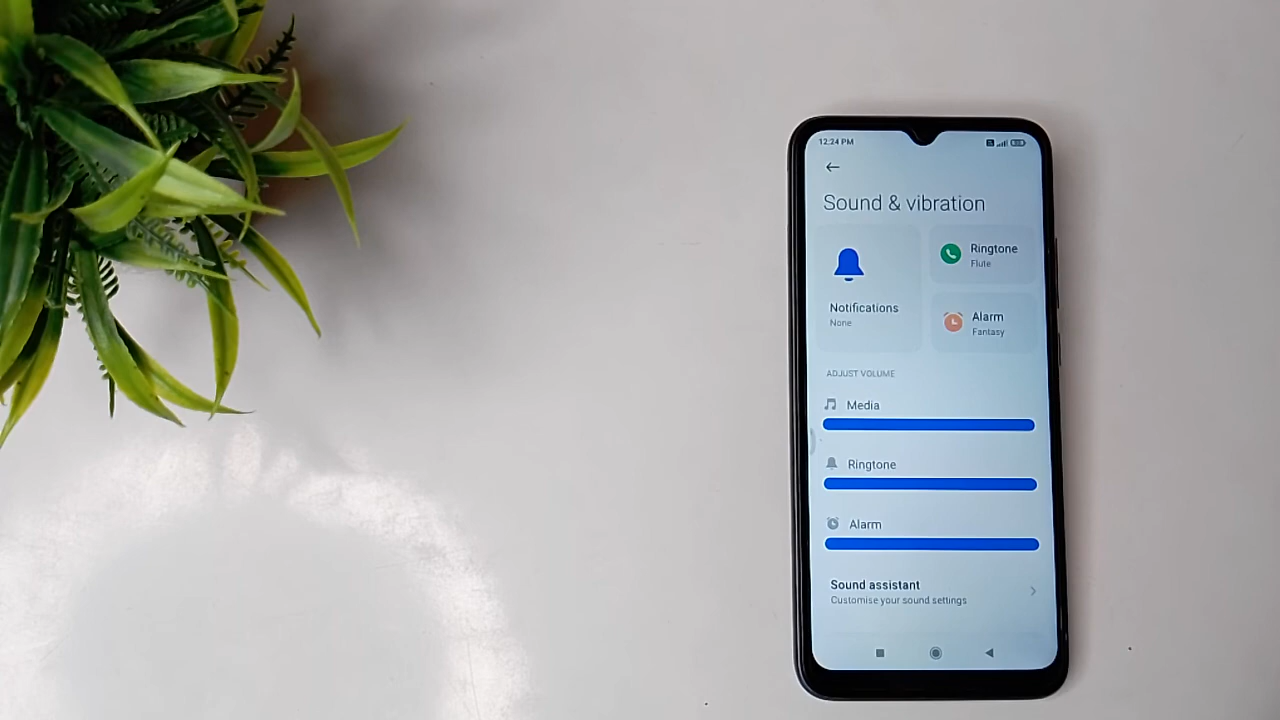 12:24 PM
Sound & vibration
Notifications
None
Ringtone
Flute
Alarm
Fantasy
ADJUST VOLUME
Media
Ringtone
Alarm
Sound assistant
Customise your sound settings